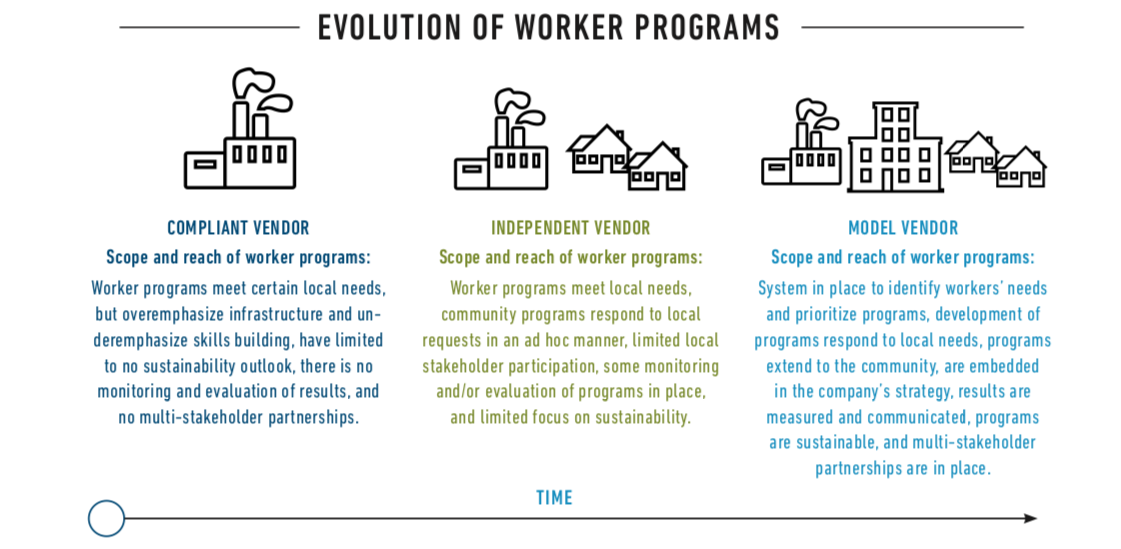 EVOLUTION OF WORKER PROGRAMS
COMPLIANT VENDOR
Scope and reach of worker programs:
Worker programs meet certain local needs,
but overemphasize infrastructure and un-
deremphasize skills building, have limited
to no sustainability outlook, there is no
monitoring and evaluation of results, and
no multi-stakeholder partnerships.
INDEPENDENT VENDOR
Scope and reach of worker programs:
Worker programs meet local needs,
community programs respond to local
requests in an ad hoc manner, limited local
stakeholder participation, some monitoring
and/or evaluation of programs in place,
and limited focus on sustainability.
MODEL VENDOR
Scope and reach of worker programs:
System in place to identify workers' needs
and prioritize programs, development of
programs respond to local needs, programs
extend to the community, are embedded
in the company's strategy, results are
measured and communicated, programs
are sustainable, and multi-stakeholder
partnerships are in place.
TIME